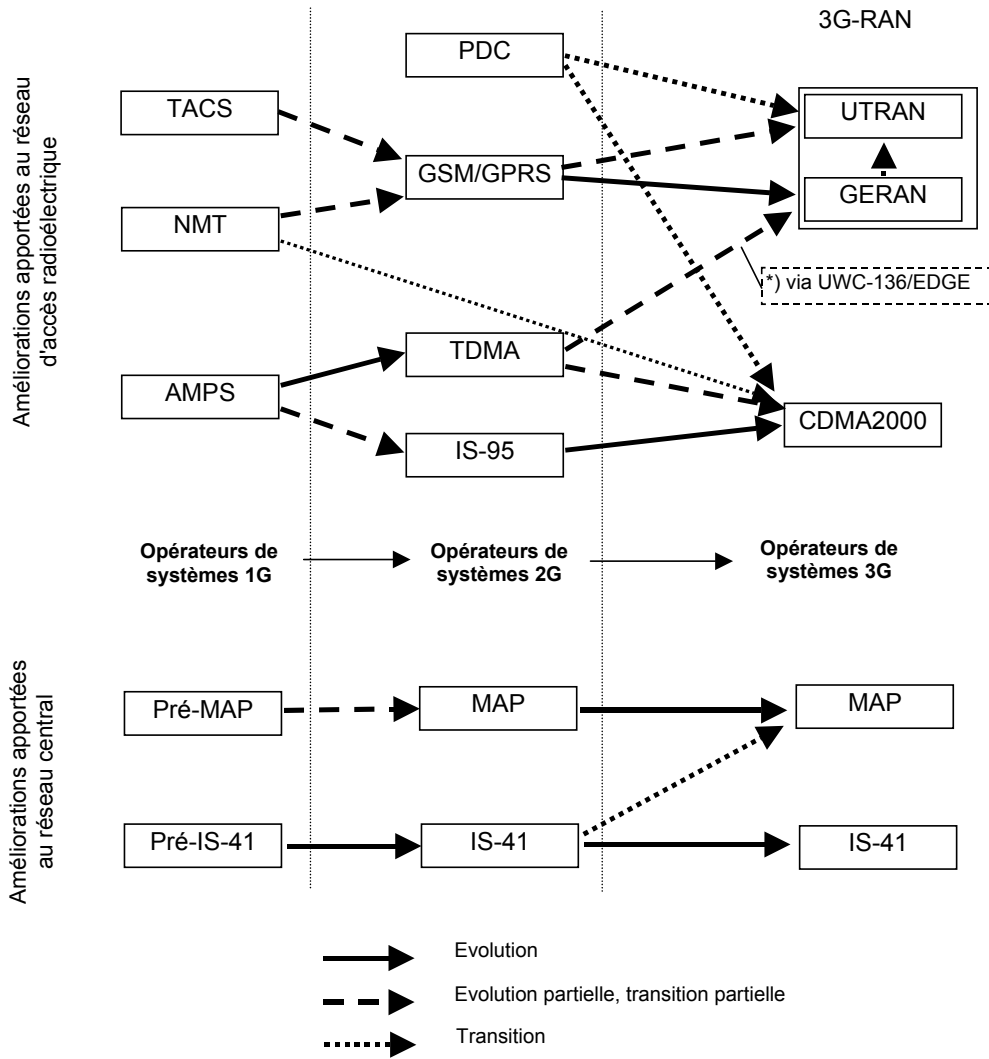 3G-RAN
Améliorations apportées au réseau
d'accès radioélectrique
PDC
TACS
UTRAN
GSM/GPRS
GERAN
NMT
*) via UWC-136/EDGE
TDMA
AMPS
CDMA2000
IS-95
Opérateurs de
systèmes 1G
Opérateurs de
systèmes 2G
Opérateurs de
systèmes 3G
Améliorations apportées
au réseau central
Pré-MAP
MAP
MAP
Pré-IS-41
IS-41
IS-41
Evolution
Evolution partielle, transition partielle
Transition